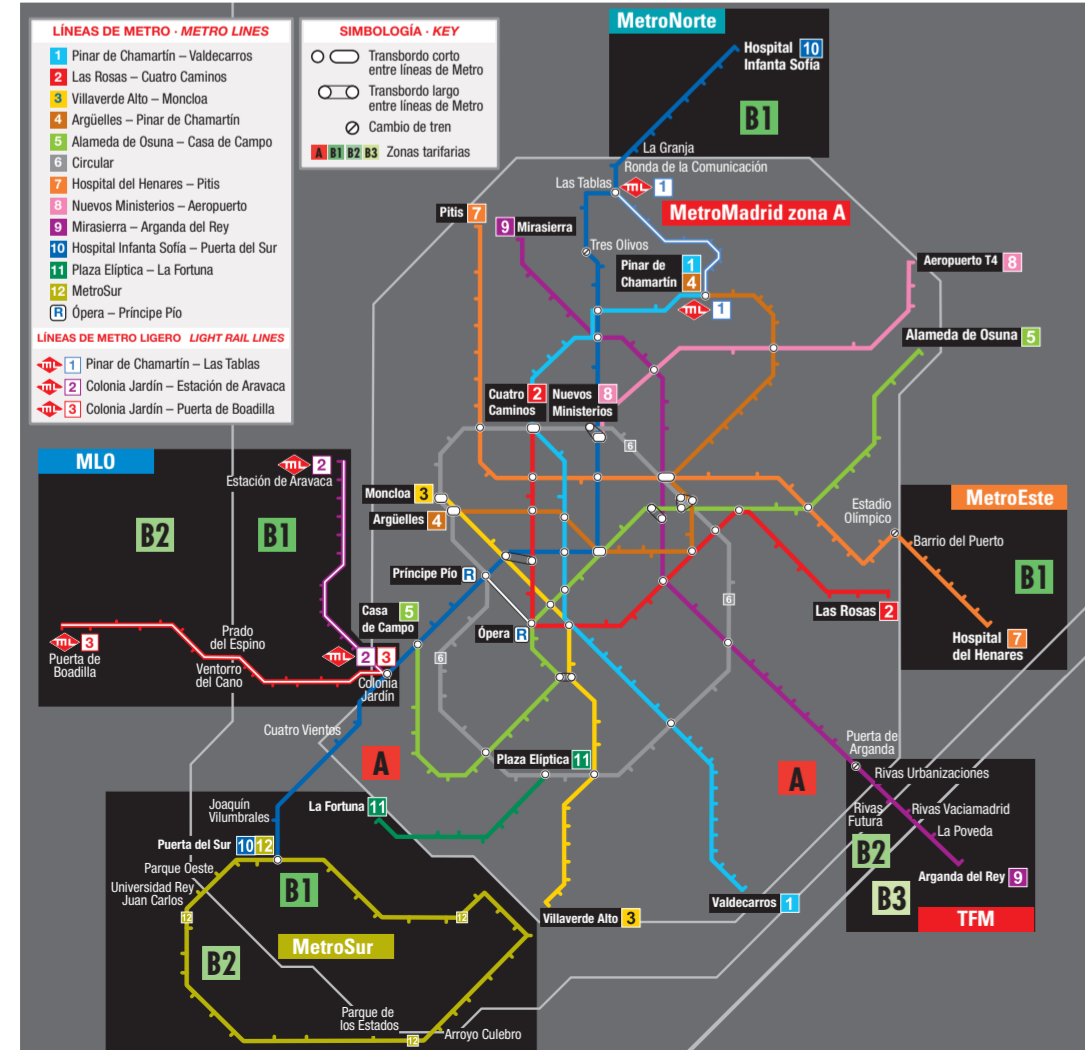 LÍNEAS DE METRO · METRO LINES
1 Pinar de Chamartín – Valdecarros
2 Las Rosas – Cuatro Caminos
3 Villaverde Alto – Moncloa
4 Argüelles – Pinar de Chamartín
5 Alameda de Osuna – Casa de Campo
6 Circular
7 Hospital del Henares – Pitis
8 Nuevos Ministerios – Aeropuerto
9 Mirasierra – Arganda del Rey
10 Hospital Infanta Sofía – Puerta del Sur
11 Plaza Elíptica – La Fortuna
12 MetroSur
R Ópera – Príncipe Pío
LÍNEAS DE METRO LIGERO LIGHT RAIL LINES
ml 1 Pinar de Chamartín – Las Tablas
ml 2 Colonia Jardín – Estación de Aravaca
ml 3 Colonia Jardín – Puerta de Boadilla
SIMBOLOGÍA · KEY
Transbordo corto
entre líneas de Metro
Transbordo largo
entre líneas de Metro
Cambio de tren
A B1 B2 B3 Zonas tarifarias
MetroNorte
Hospital 10
Infanta Sofía
B1
La Granja
Ronda de la Comunicación
Las Tablas
ml 1
MetroMadrid zona A
Pitis 7
9 Mirasierra
Tres Olivos
Pinar de 1
Chamartín 4
ml 1
Aeropuerto T4 8
Alameda de Osuna 5
Cuatro 2
Caminos
Nuevos 8
Ministerios
6
MLO
ml 2
Estación de Aravaca
B2
B1
Moncloa 3
Argüelles 4
Estadio
Olímpico
MetroEste
Barrio del Puerto
B1
Príncipe Pío R
Casa 5
de Campo
Ópera R
6
Las Rosas 2
Hospital 7
del Henares
ml 3
Puerta de
Boadilla
Prado
del Espino
Ventorro
del Cano
ml 2 3
Colonia
Jardín
6
Cuatro Vientos
A
Plaza Elíptica 11
A
Puerta de
Arganda
Rivas Urbanizaciones
Rivas
Futura
Rivas Vaciamadrid
La Poveda
B2
Arganda del Rey 9
B3
TFM
La Fortuna 11
Joaquín
Vilumbrales
Puerta del Sur 10 12
Parque Oeste
Universidad Rey
Juan Carlos
B1
12
12
MetroSur
B2
Villaverde Alto 3
Valdecarros 1
Parque de
los Estados
12
Arroyo Culebro